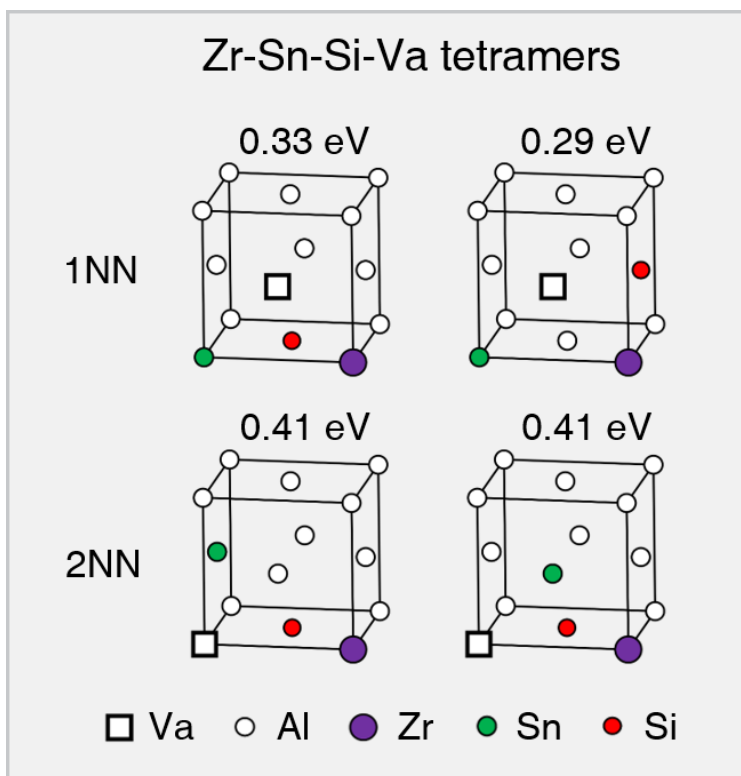 Zr-Sn-Si-Va tetramers
0.33 eV 0.29 eV
1NN
0.41 eV 0.41 eV
2NN
Va Al Zr Sn Si